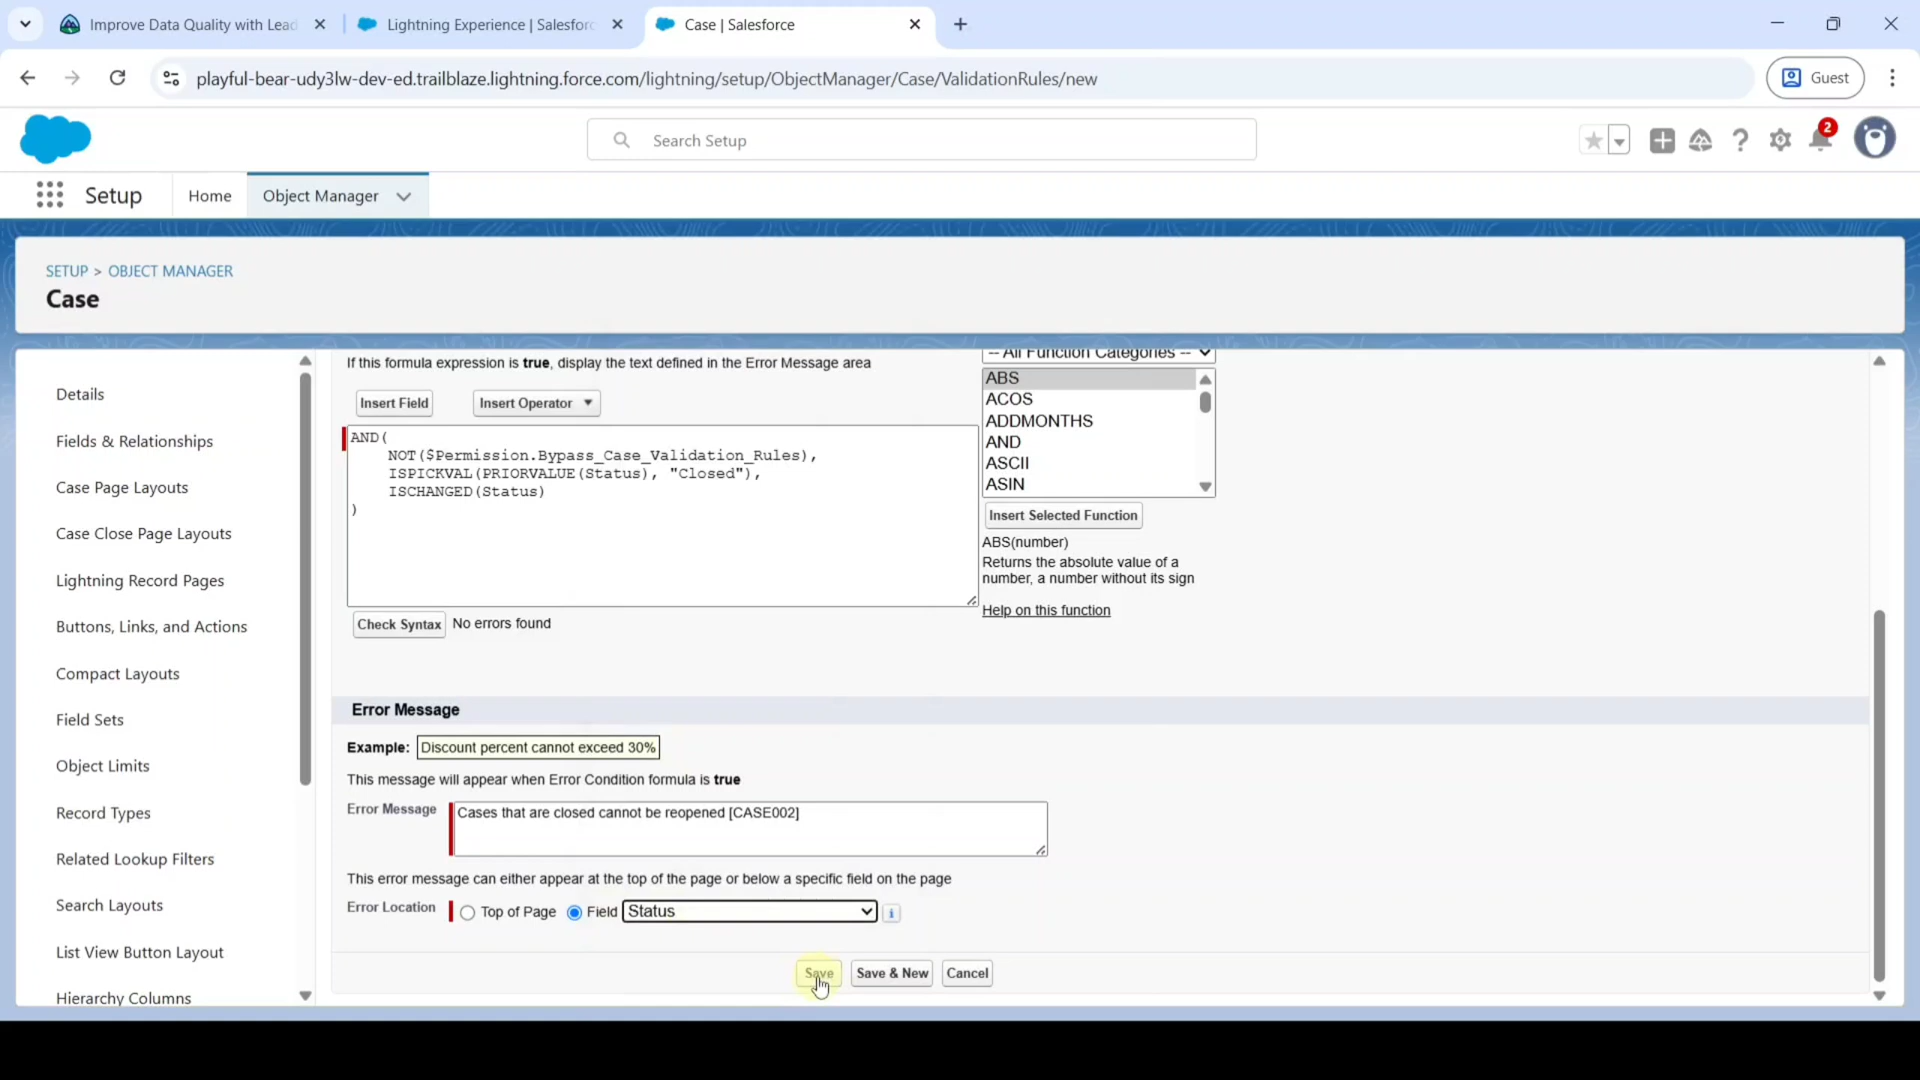 Improve Data Quality with Lead
Lightning Experience | Salesforc
Case | Salesforce
playful-bear-udy3lw-dev-ed.trailblaze.lightning.force.com/lightning/setup/ObjectManager/Case/ValidationRules/new
Guest
Search Setup
2
Setup
Home
Object Manager
SETUP > OBJECT MANAGER
Case
Details
Fields & Relationships
Case Page Layouts
Case Close Page Layouts
Lightning Record Pages
Buttons, Links, and Actions
Compact Layouts
Field Sets
Object Limits
Record Types
Related Lookup Filters
Search Layouts
List View Button Layout
Hierarchy Columns
If this formula expression is true, display the text defined in the Error Message area
Insert Field
Insert Operator
AND(
NOT($Permission.Bypass_Case_Validation_Rules),
ISPICKVAL(PRIORVALUE(Status), "Closed"),
ISCHANGED(Status)
)
-- All Function Categories --
ABS
ACOS
ADDMONTHS
AND
ASCII
ASIN
Insert Selected Function
ABS(number)
Returns the absolute value of a
number, a number without its sign
Help on this function
Check Syntax No errors found
Error Message
Example: Discount percent cannot exceed 30%
This message will appear when Error Condition formula is true
Error Message Cases that are closed cannot be reopened [CASE002]
This error message can either appear at the top of the page or below a specific field on the page
Error Location Top of Page Field Status
Save Save & New Cancel